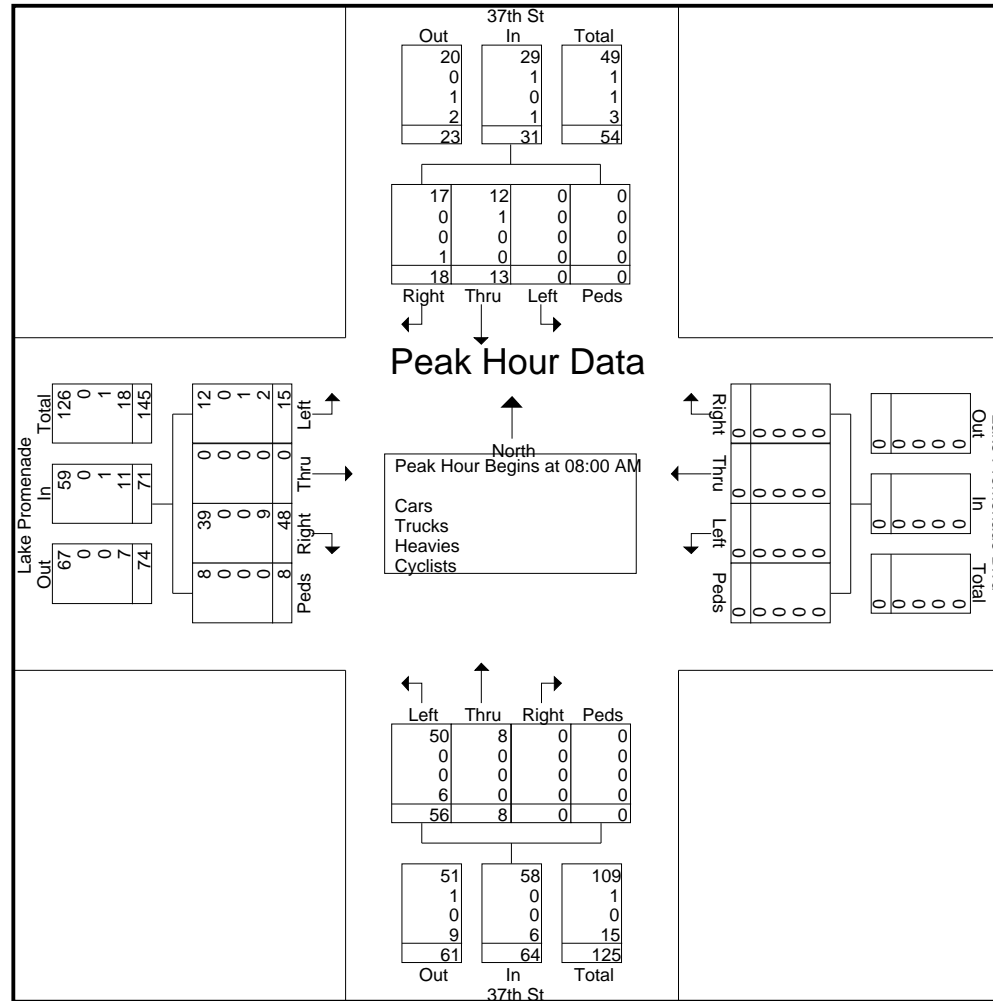 37th St
Out In Total
20 29 49
0 1 1
1 0 1
2 1 3
23 31 54
17 12 0 0
0 1 0 0
0 0 0 0
1 0 0 0
18 13 0 0
Right Thru Left Peds
Peak Hour Data
Lake Promenade
Total
126 0 1 18 145
In
59 0 1 11 71
Out
67 0 0 7 74
Left
12 0 1 2 15
Thru
0 0 0 0 0
Right
39 0 0 9 48
Peds
8 0 0 0 8
North
Peak Hour Begins at 08:00 AM
Cars
Trucks
Heavies
Cyclists
Right
0 0 0 0 0
Thru
0 0 0 0 0
Left
0 0 0 0 0
Peds
0 0 0 0 0
Out
0 0 0 0 0
In
0 0 0 0 0
Total
0 0 0 0 0
Left Thru Right Peds
50 8 0 0
0 0 0 0
0 0 0 0
6 0 0 0
56 8 0 0
51 58 109
1 0 1
0 0 0
9 6 15
61 64 125
Out In Total
37th St